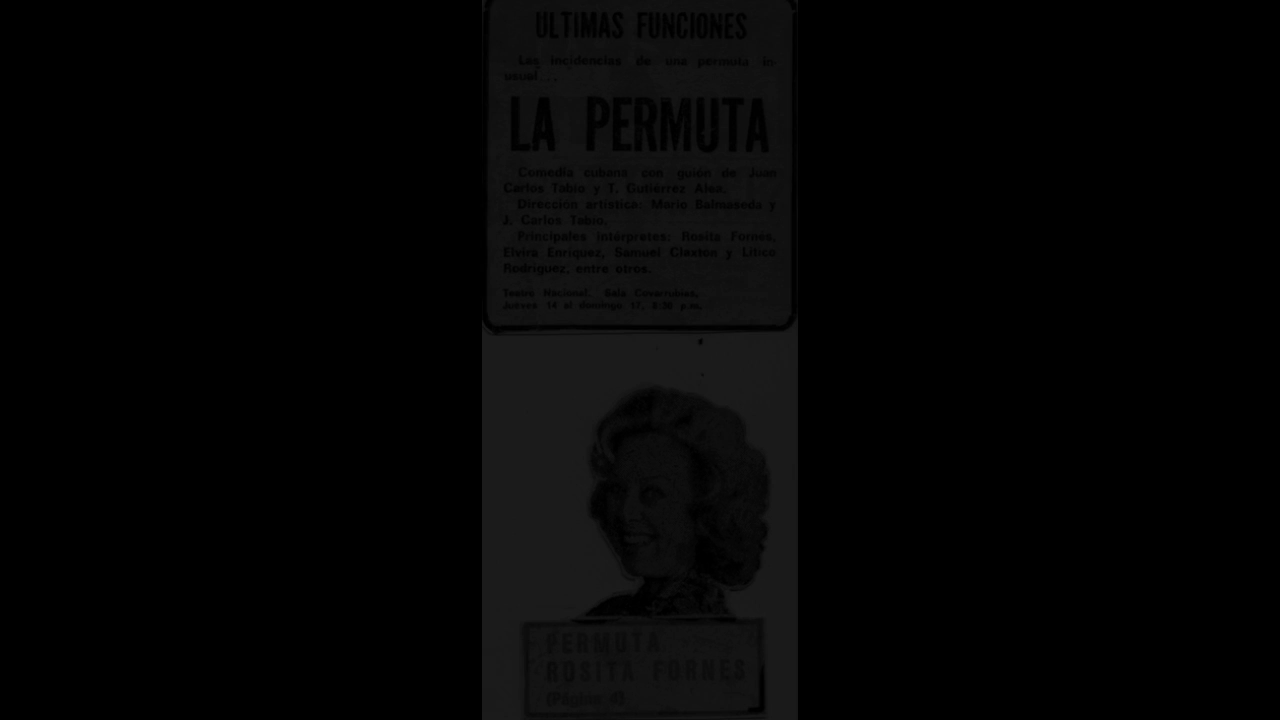 ULTIMAS FUNCIONES
Las incidencias de una permuta in-
usual...
LA PERMUTA
Comedia cubana con guión de Juan
Carlos Tabío y T. Gutiérrez Alea.
Dirección artística: Mario Balmaseda y
J. Carlos Tabío.
Principales intérpretes: Rosita Fornés,
Elvira Enríquez, Samuel Claxton y Litico
Rodríguez, entre otros.
Teatro Nacional. Sala Covarrubias,
Jueves 14 al domingo 17, 8:30 p.m.
PERMUTA
ROSITA FORNES
(Página 4)